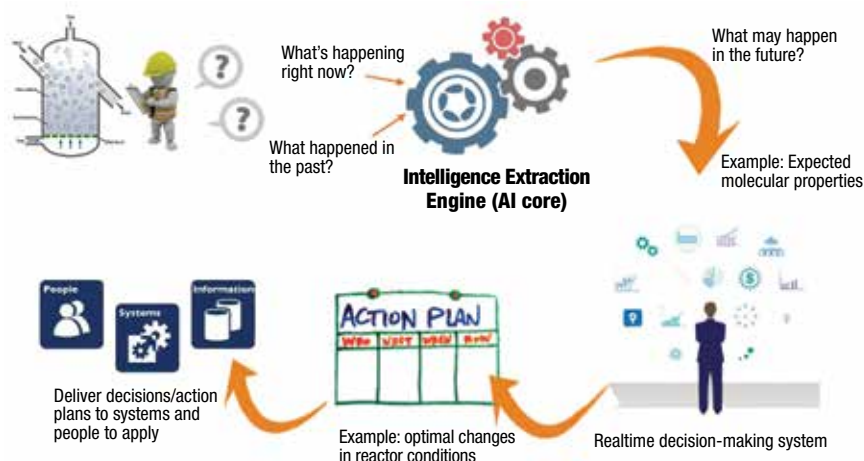 ?
?
What's happening
right now?
What happened in
the past?
Intelligence Extraction
Engine (AI core)
What may happen
in the future?
Example: Expected
molecular properties
Realtime decision-making system
ACTION PLAN
WHO WHAT WHEN HOW
Example: optimal changes
in reactor conditions
People
Systems
Information
Deliver decisions/action
plans to systems and
people to apply